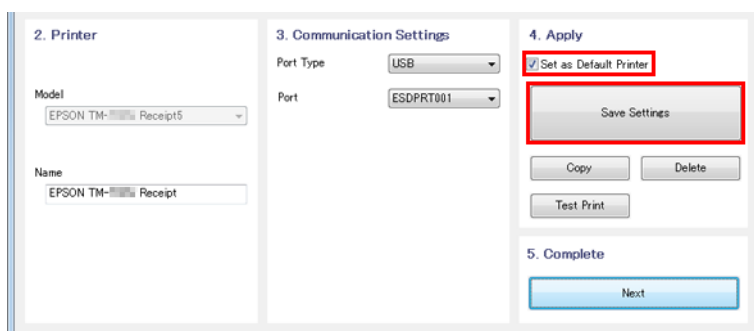 2. Printer
Model
EPSON TM- Receipt5
Name
EPSON TM- Receipt
3. Communication Settings
Port Type
USB
Port
ESDPRT001
4. Apply
Set as Default Printer
Save Settings
Copy
Delete
Test Print
5. Complete
Next